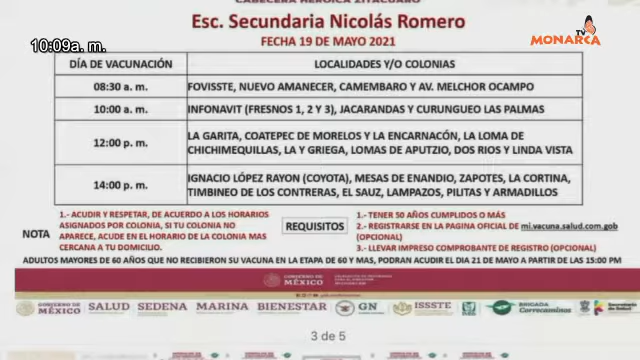 CABECERA HEROICA ZITÁCUARO
Esc. Secundaria Nicolás Romero
FECHA 19 DE MAYO 2021
10:09a. m.
TV
MONARCA
DÍA DE VACUNACIÓN
LOCALIDADES Y/O COLONIAS
08:30 a. m.
FOVISSTE, NUEVO AMANECER, CAMEMBARO Y AV. MELCHOR OCAMPO
10:00 a. m.
INFONAVIT (FRESNOS 1, 2 Y 3), JACARANDAS Y CURUNGUEO LAS PALMAS
12:00 p. m.
LA GARITA, COATEPEC DE MORELOS Y LA ENCARNACÓN, LA LOMA DE
CHICHIMEQUILLAS, LA Y GRIEGA, LOMAS DE APUTZIO, DOS RIOS Y LINDA VISTA
14:00 p. m.
IGNACIO LÓPEZ RAYON (COYOTA), MESAS DE ENANDIO, ZAPOTES, LA CORTINA,
TIMBINEO DE LOS CONTRERAS, EL SAUZ, LAMPAZOS, PILITAS Y ARMADILLOS
NOTA
1.- ACUDIR Y RESPETAR, DE ACUERDO A LOS HORARIOS
ASIGNADOS POR COLONIA, SI TU COLONIA NO
APARECE, ACUDE EN EL HORARIO DE LA COLONIA MAS
CERCANA A TU DOMICILIO.
REQUISITOS
1.- TENER 50 AÑOS CUMPLIDOS O MÁS
2.- REGISTRARSE EN LA PAGINA OFICIAL DE mi.vacuna.salud.com.gob
(OPCIONAL)
3.- LLEVAR IMPRESO COMPROBANTE DE REGISTRO (OPCIONAL)
ADULTOS MAYORES DE 60 AÑOS QUE NO RECIBIERON SU VACUNA EN LA ETAPA DE 60 Y MAS, PODRAN ACUDIR EL DIA 21 DE MAYO A PARTIR DE LAS 15:00 PM
GOBIERNO DE
MÉXICO
GOBIERNO DE
MÉXICO
SALUD
SEDENA
MARINA
BIENESTAR
GN
ISSSTE
BRIGADA
Correcaminos
Secretaría
de Salud
3 de 5